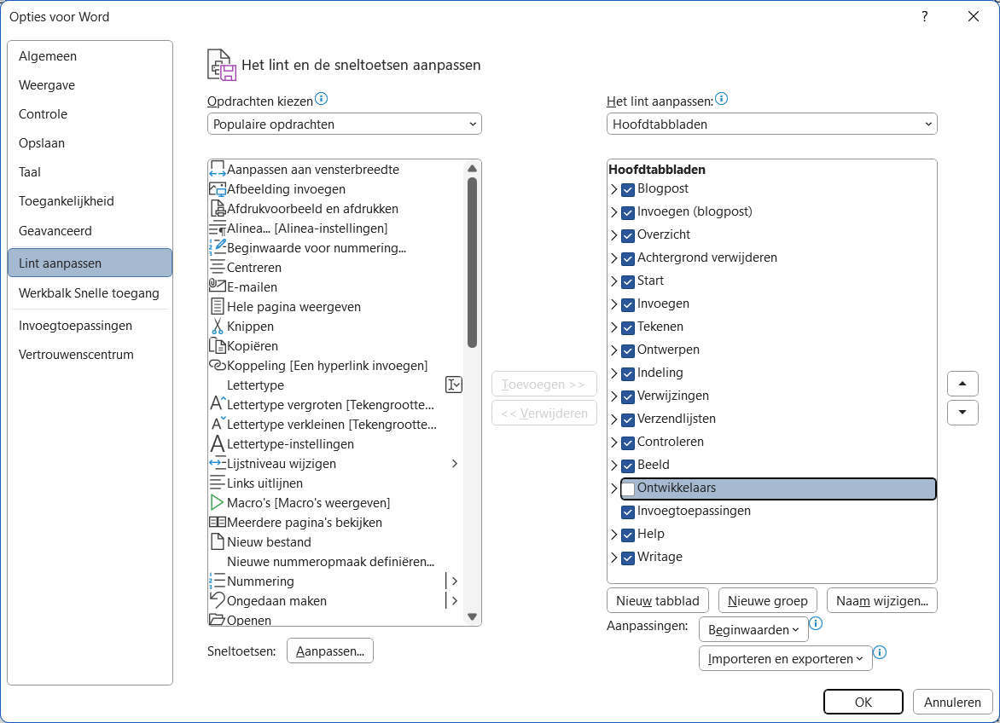 Opties voor Word
?
Algemeen
Weergave
Controle
Opslaan
Taal
Toegankelijkheid
Geavanceerd
Lint aanpassen
Werkbalk Snelle toegang
Invoegtoepassingen
Vertrouwenscentrum
Het lint en de sneltoetsen aanpassen
Opdrachten kiezen
Populaire opdrachten
Aanpassen aan vensterbreedte
Afbeelding invoegen
Afdrukvoorbeeld en afdrukken
Alinea... [Alinea-instellingen]
Beginwaarde voor nummering...
Centreren
E-mailen
Hele pagina weergeven
Knippen
Kopiëren
Koppeling [Een hyperlink invoegen]
Lettertype
Lettertype vergroten [Tekengrootte...
Lettertype verkleinen [Tekengrootte...
Lettertype-instellingen
Lijstniveau wijzigen
Links uitlijnen
Macro's [Macro's weergeven]
Meerdere pagina's bekijken
Nieuw bestand
Nieuwe nummeropmaak definiëren...
Nummering
Ongedaan maken
Openen
Sneltoetsen: Aanpassen...
Toevoegen >>
<< Verwijderen
Het lint aanpassen:
Hoofdtabbladen
Hoofdtabbladen
Blogpost
Invoegen (blogpost)
Overzicht
Achtergrond verwijderen
Start
Invoegen
Tekenen
Ontwerpen
Indeling
Verwijzingen
Verzendlijsten
Controleren
Beeld
Ontwikkelaars
Invoegtoepassingen
Help
Writage
Nieuw tabblad Nieuwe groep Naam wijzigen...
Aanpassingen: Beginwaarden
Importeren en exporteren
OK Annuleren